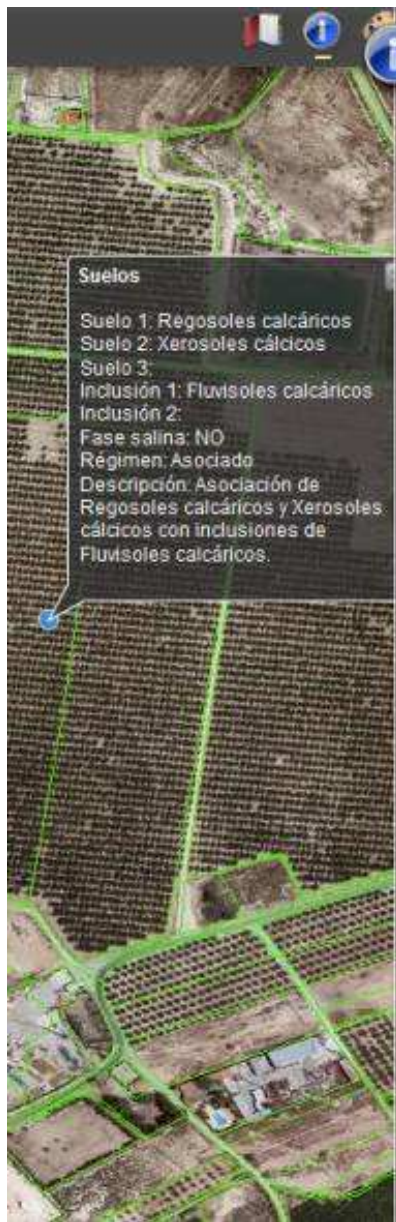 Suelos
Suelo 1: Regosoles calcáricos
Suelo 2: Xerosoles cálcicos
Suelo 3:
Inclusión 1: Fluvisoles calcáricos
Inclusión 2:
Fase salina: NO
Régimen: Asociado
Descripción: Asociación de
Regosoles calcáricos y Xerosoles
cálcicos con inclusiones de
Fluvisoles calcáricos.